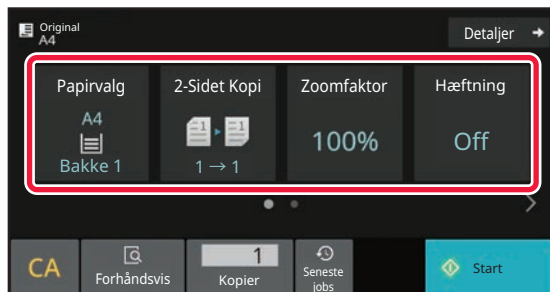 Original
A4
Detaljer
Papirvalg
2-Sidet Kopi
Zoomfaktor
Hæftning
A4
Bakke 1
1 → 1
100%
Off
CA
Forhåndsvis
1
Kopier
Seneste
jobs
Start